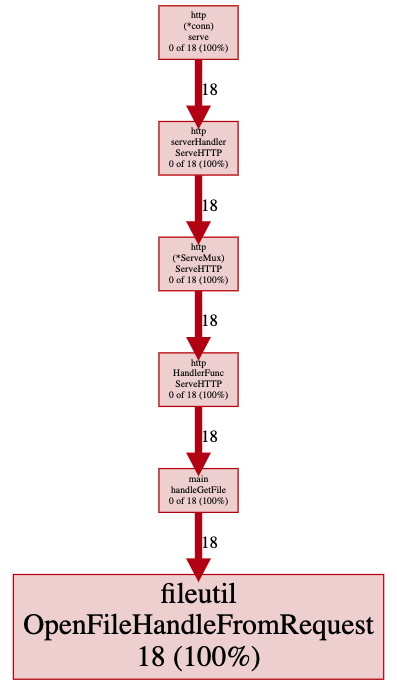 http
(*conn)
serve
0 of 18 (100%)
18
http
serverHandler
ServeHTTP
0 of 18 (100%)
18
http
(*ServeMux)
ServeHTTP
0 of 18 (100%)
18
http
HandlerFunc
ServeHTTP
0 of 18 (100%)
18
main
handleGetFile
0 of 18 (100%)
18
fileutil
OpenFileHandleFromRequest
18 (100%)